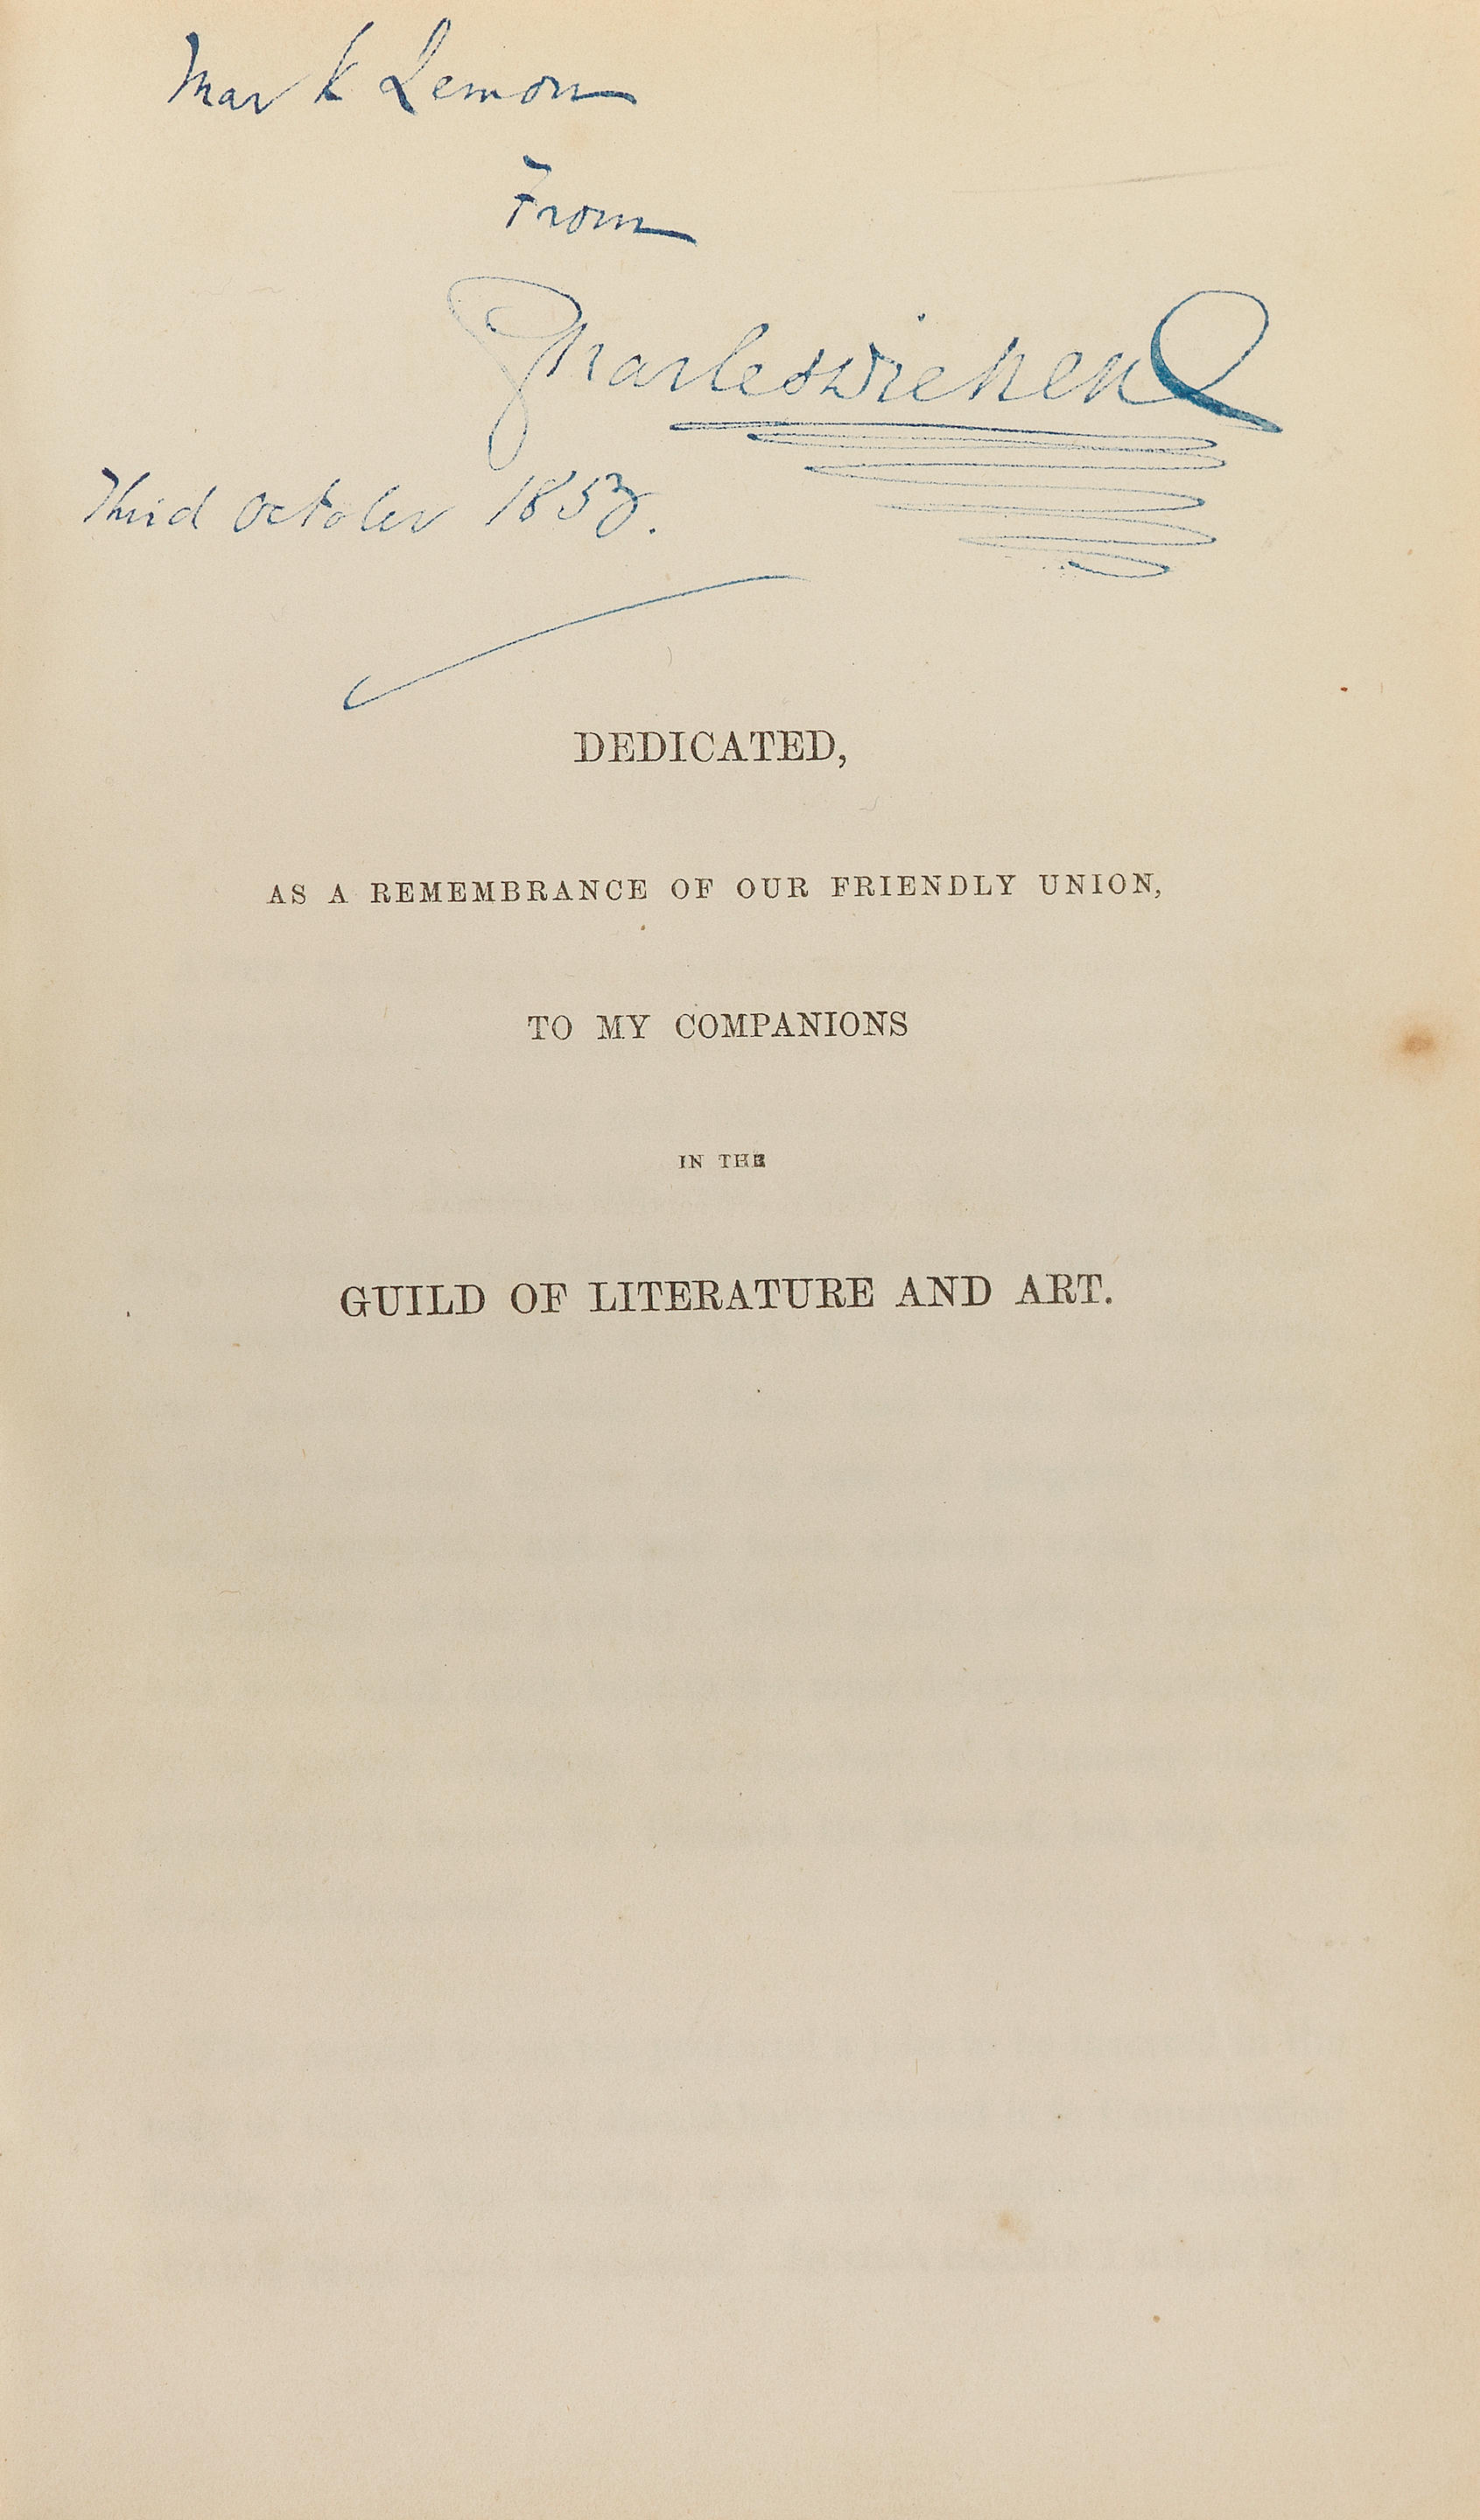 Mark Lemon
From
Charles Dickens
Third October 1853.
DEDICATED,
AS A REMEMBRANCE OF OUR FRIENDLY UNION,
TO MY COMPANIONS
IN THE
GUILD OF LITERATURE AND ART.